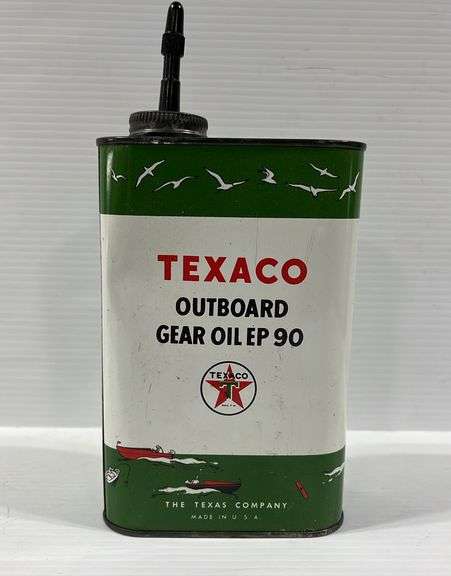 TEXACO
OUTBOARD
GEAR OIL EP 90
TEXACO
T
THE TEXAS COMPANY
MADE IN U.S.A.